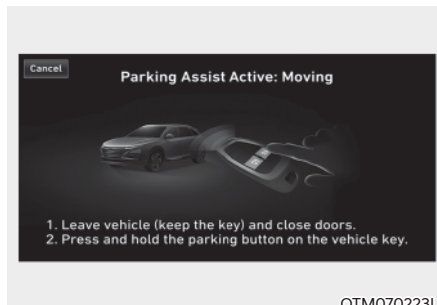 Cancel
Parking Assist Active: Moving
1. Leave vehicle (keep the key) and close doors.
2. Press and hold the parking button on the vehicle key.
OTM070223L